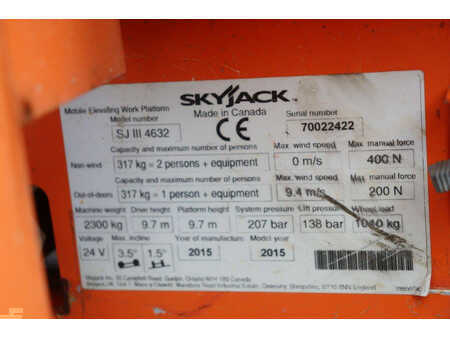 SKYJACK
Mobile Elevating Work Platform
Made in Canada
Model number
SJ III 4632
CE
Serial number
70022422
Capacity and maximum number of persons
Max. wind speed
Max. manual force
Non-wind
317 kg = 2 persons + equipment
0 m/s
400 N
Capacity and maximum number of persons
Max. wind speed
Max. manual force
Out-of-doors
317 kg = 1 person + equipment
9.4 m/s
200 N
Machine weight
Drive height
Platform height
System pressure
Lift pressure
Wheel load
2300 kg
9.7 m
9.7 m
207 bar
138 bar
kg
Voltage
Max. incline
Year of manufacture
Model year
24 V
3.5°
1.5°
2015
2015